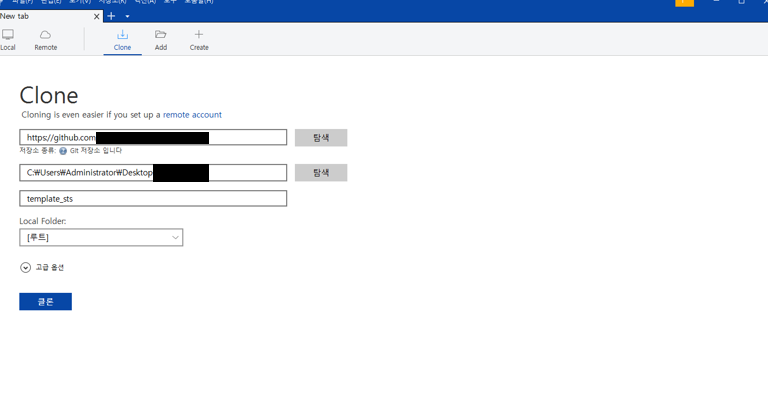 파일(F) 편집(E) 보기(V) 저장소(R) 액션(A) 도구 도움말(H)
New tab
Local Remote Clone Add Create
Clone
Cloning is even easier if you set up a remote account
https://github.com 탐색
저장소 종류: Git 저장소 입니다
C:₩Users₩Administrator₩Desktop 탐색
template_sts
Local Folder:
[루트]
고급 옵션
클론